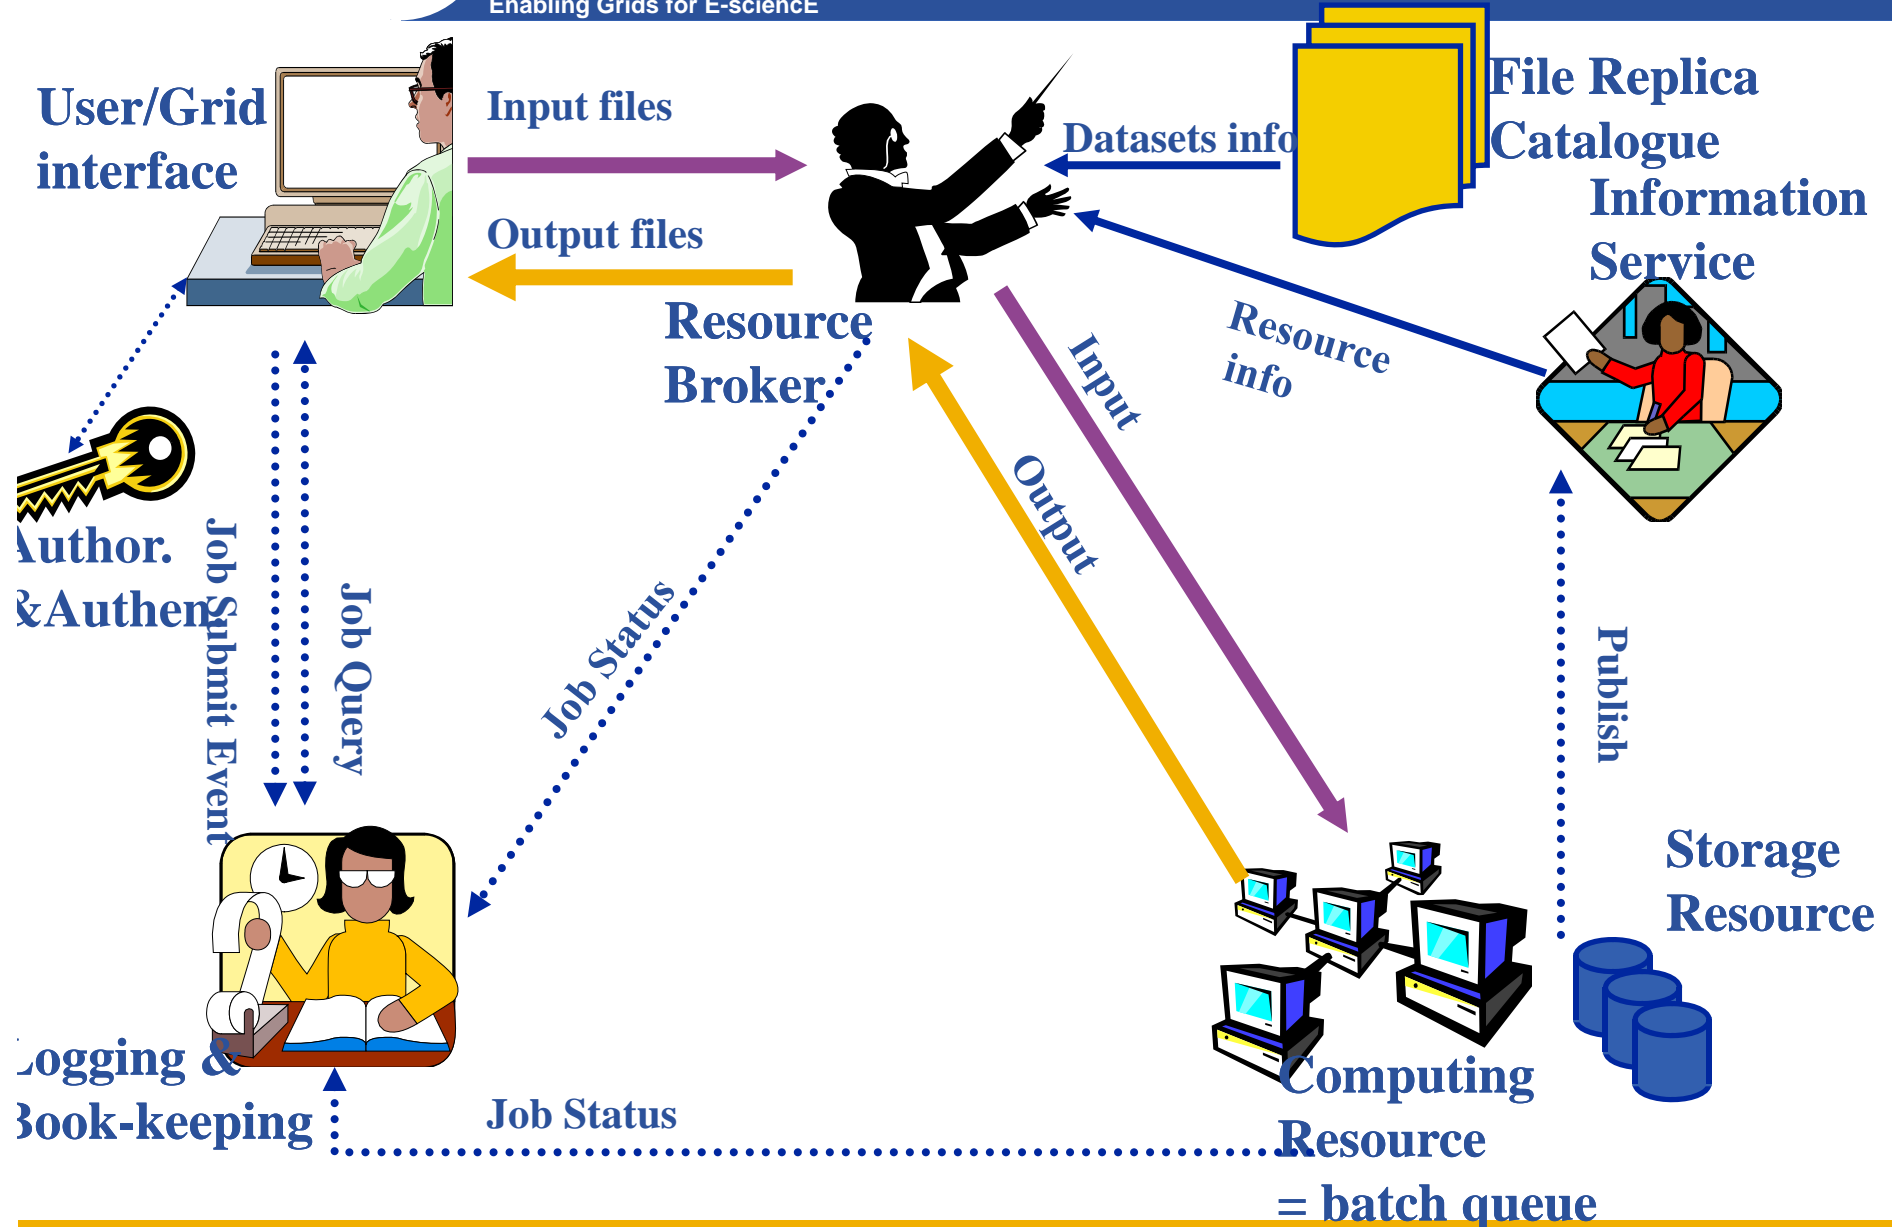 Enabling Grids for E-sciencE
User/Grid
interface
Input files
Output files
Datasets info
File Replica
Catalogue
Information
Service
Resource
Broker
Resource
info
Input
Output
Author.
&Authen.
Job Submit Event
Job Query
Job Status
Publish
Storage
Resource
Logging &
Book-keeping
Job Status
Computing
Resource
= batch queue